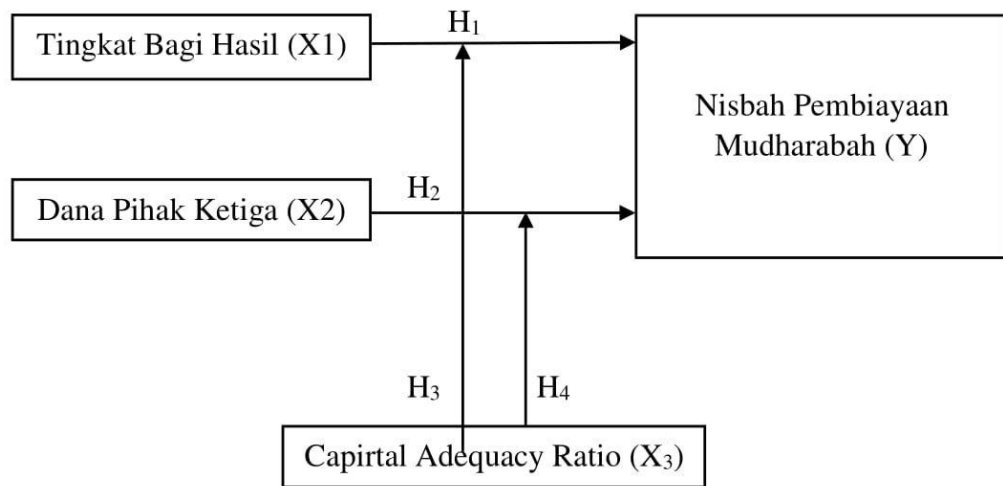 H₁
Tingkat Bagi Hasil (X1)
Nisbah Pembiayaan
Mudharabah (Y)
H₂
Dana Pihak Ketiga (X2)
H₃
H₄
Capirtal Adequacy Ratio (X₃)